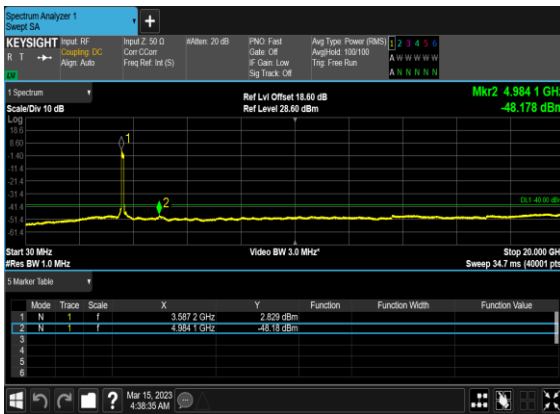 Spectrum Analyzer 1
Swept SA
+
KEYSIGHT Input: RF Input Z: 50 Ω #Atten: 20 dB PNO: Fast Avg Type: Power (RMS) 1 2 3 4 5 6
R T Coupling: DC Corr CCorr Gate: Off Avg|Hold: 100/100 A W W W W W
Align: Auto Freq Ref: Int (S) IF Gain: Low Trig: Free Run
Sig Track: Off A N N N N N
LV
1 Spectrum
Scale/Div 10 dB
Ref Lvl Offset 18.60 dB
Ref Level 28.60 dBm
Mkr2 4.984 1 GHz
-48.178 dBm
Log
18.6
8.60
-1.40
-11.4
-21.4
-31.4
-41.4
-51.4
-61.4
1
2
DL1 -40.00 dBm
Start 30 MHz Video BW 3.0 MHz* Stop 20.000 GHz
#Res BW 1.0 MHz Sweep 34.7 ms (40001 pts)
5 Marker Table
Mode Trace Scale X Y Function Function Width Function Value
1 N 1 f 3.587 2 GHz 2.829 dBm
2 N 1 f 4.984 1 GHz -48.18 dBm
3
4
5
6
?
Mar 15, 2023
4:38:35 AM